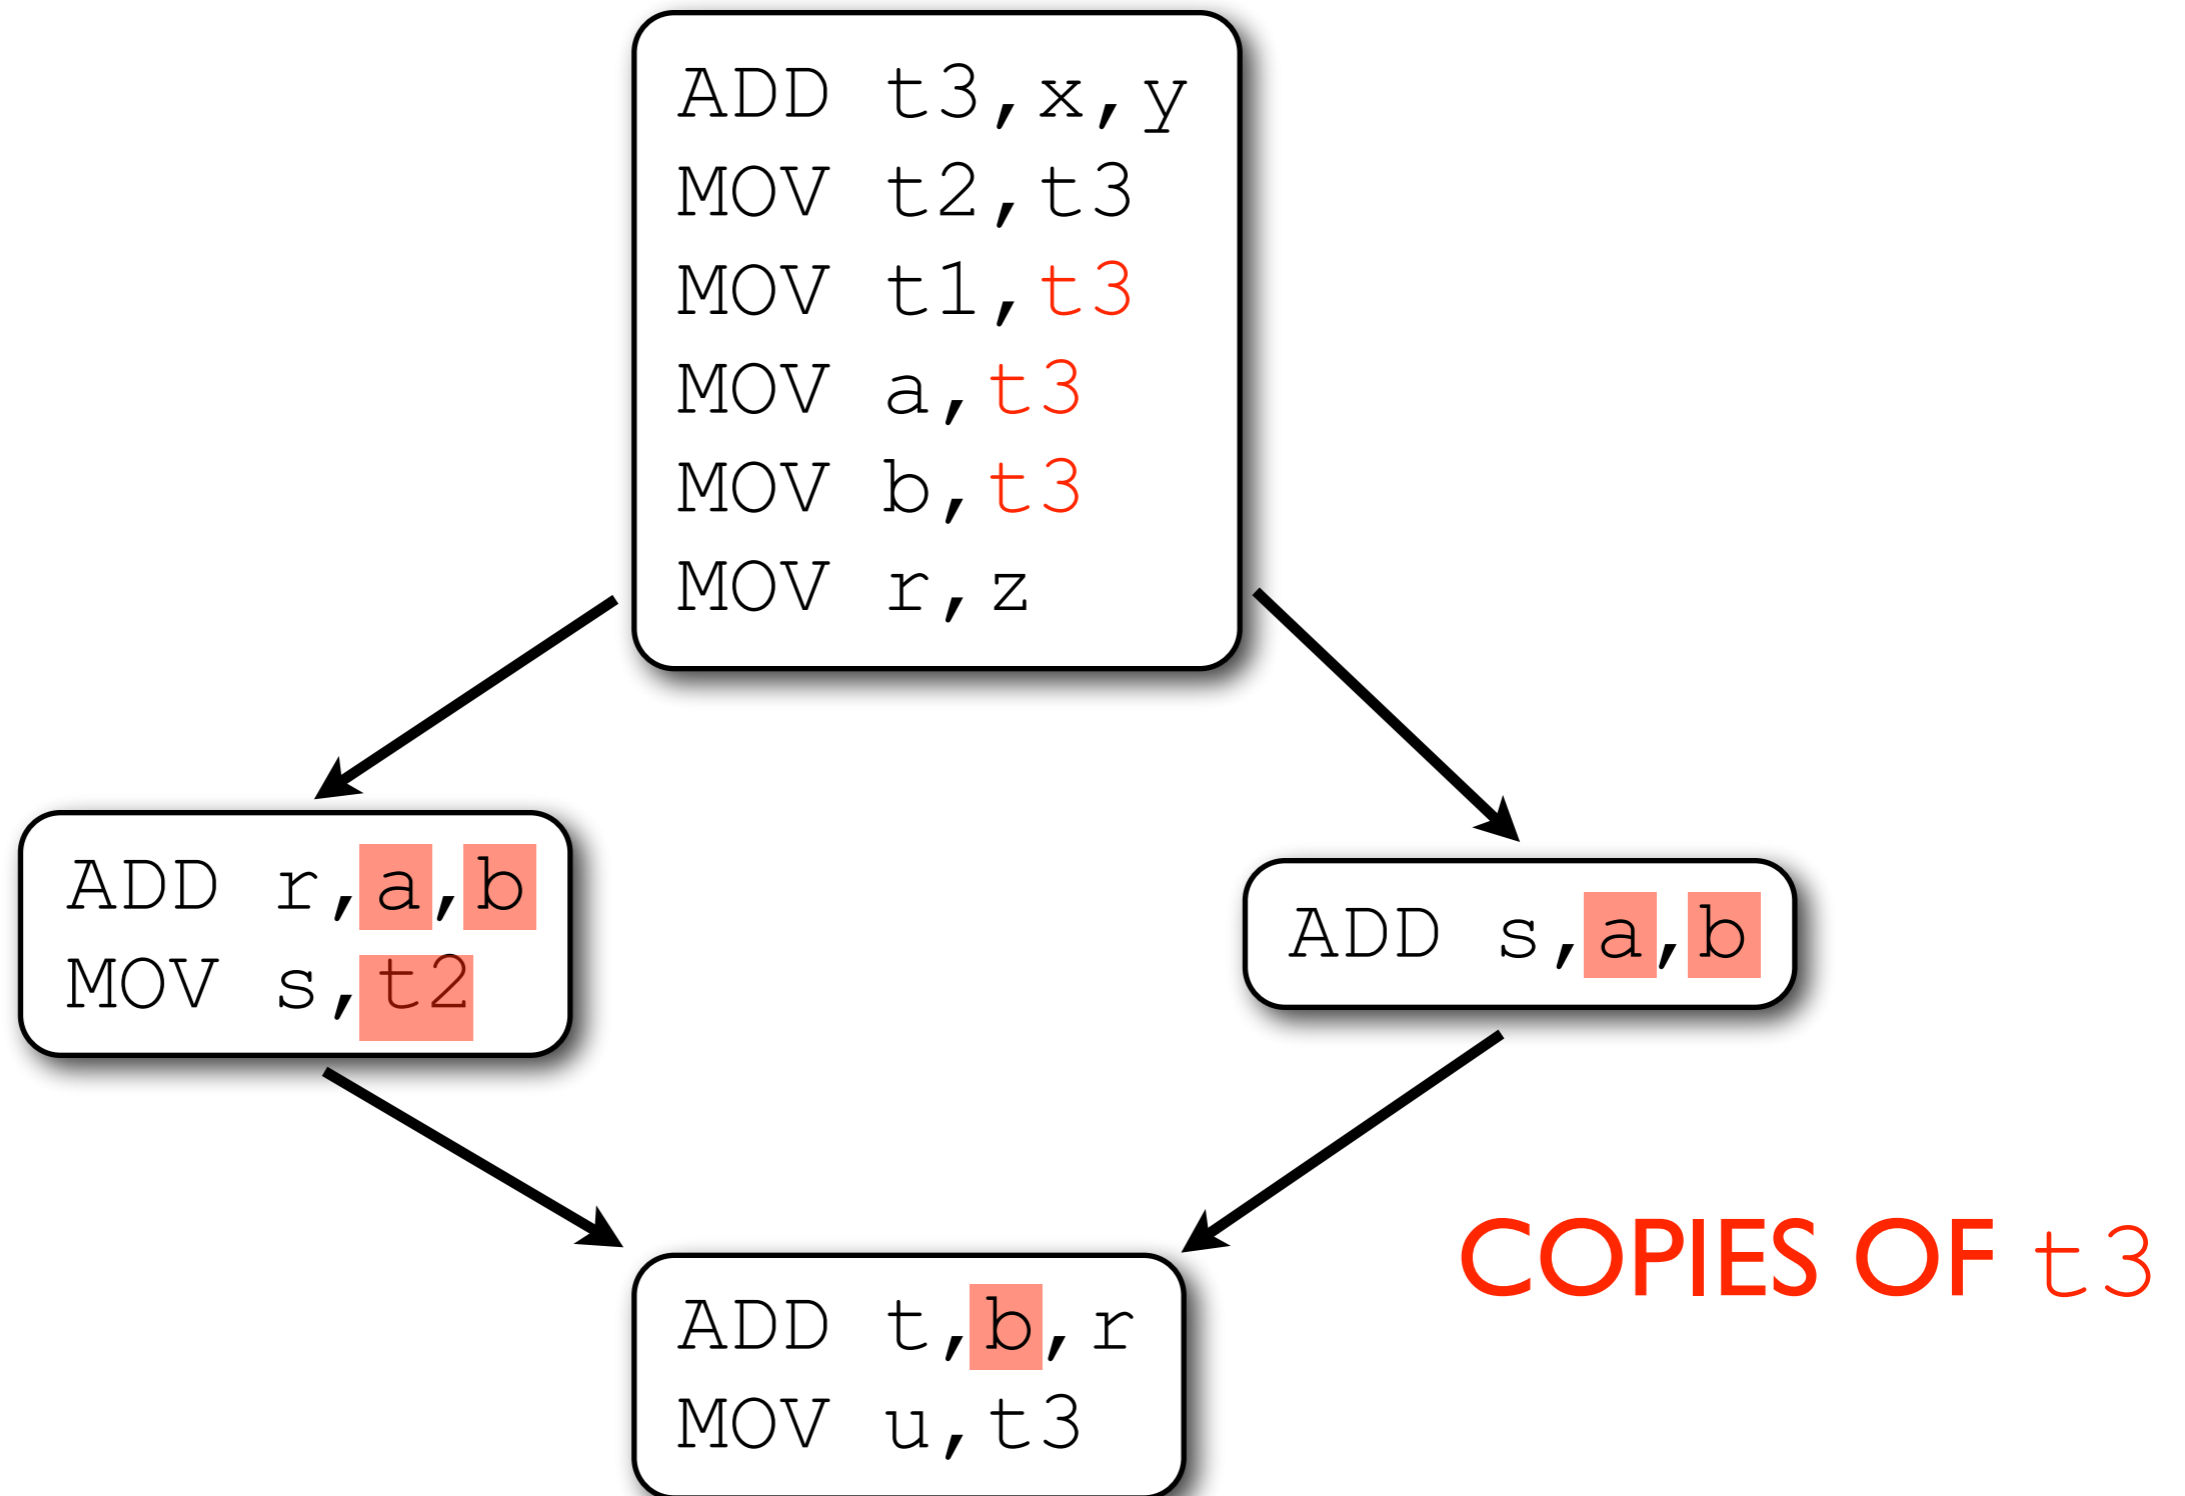 ADD t3,x,y
MOV t2,t3
MOV t1,t3
MOV a,t3
MOV b,t3
MOV r,z
ADD r,a,b
MOV s,t2
ADD s,a,b
COPIES OF t3
ADD t,b,r
MOV u,t3